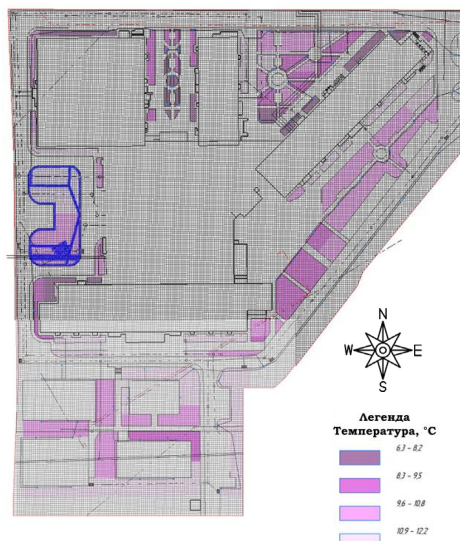 N
W E
S
Легенда
Температура, °C
6.3 – 8.2
8.3 – 9.5
9.6 – 10.8
10.9 – 12.2